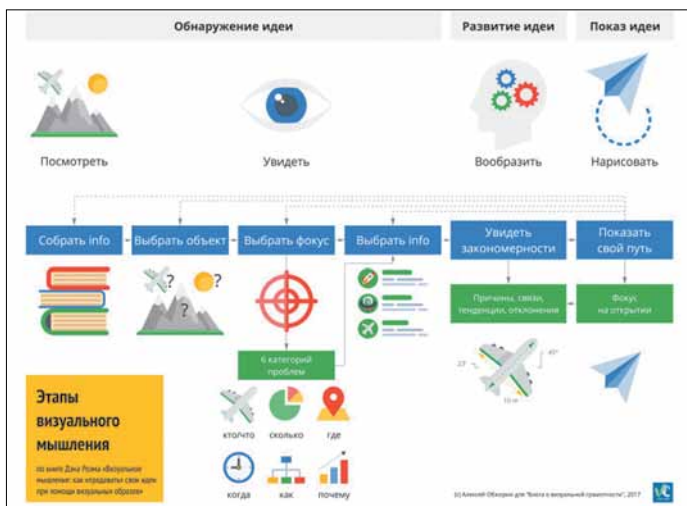 Обнаружение идеи
Развитие идеи
Показ идеи
Посмотреть
Увидеть
Вообразить
Нарисовать
Собрать info
Выбрать объект
Выбрать фокус
Выбрать info
Увидеть
закономерности
Показать
свой путь
? ?
?
Причины, связи,
тенденции, отклонения
Фокус
на открытии
6 категорий
проблем
кто/что
сколько
где
когда
как
почему
Этапы
визуального
мышления
по книге Дэна Роэма «Визуальное
мышление: как «продавать» свои идеи
при помощи визуальных образов»
(с) Алексей Обжорин для "Блога о визуальной грамотности", 2017